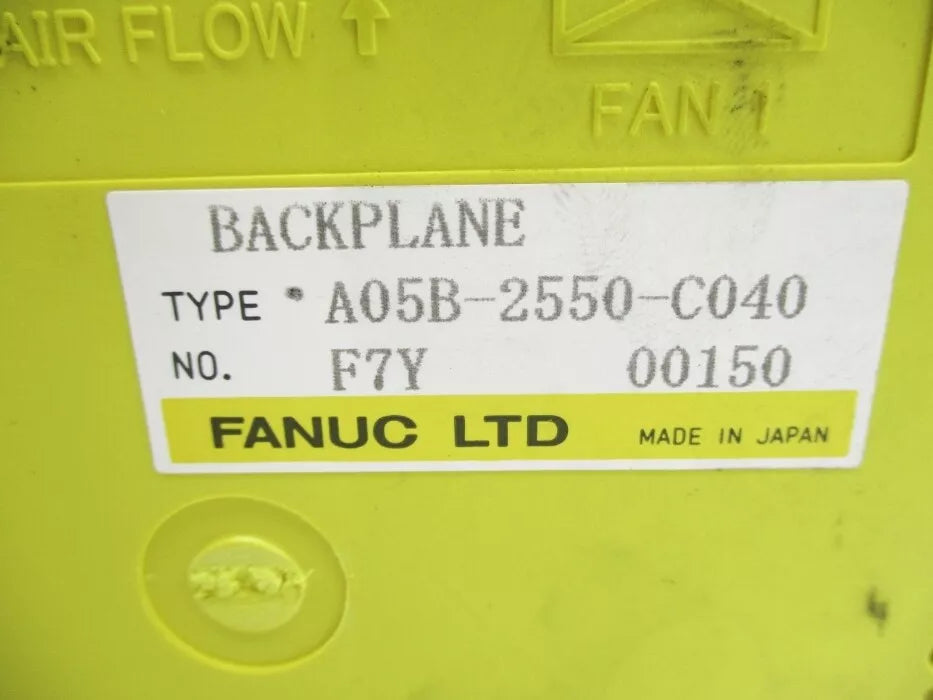 AIR FLOW ↑
FAN 1
BACKPLANE
TYPE A05B-2550-C040
NO. F7Y 00150
FANUC LTD MADE IN JAPAN